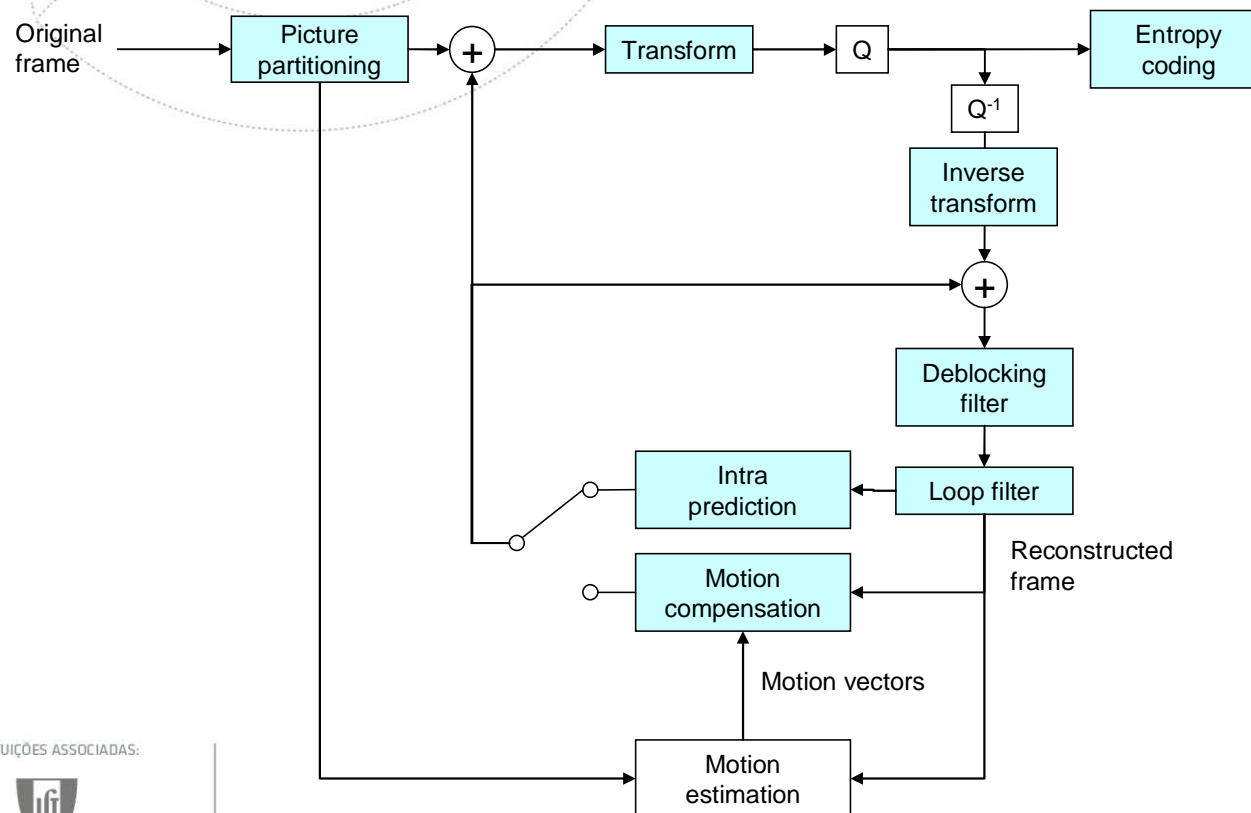 Original
frame
Picture
partitioning
+
Transform
Q
Entropy
coding
Q-1
Inverse
transform
+
Deblocking
filter
Intra
prediction
Loop filter
Reconstructed
frame
Motion
compensation
Motion vectors
Motion
estimation
UIÇÕES ASSOCIADAS: